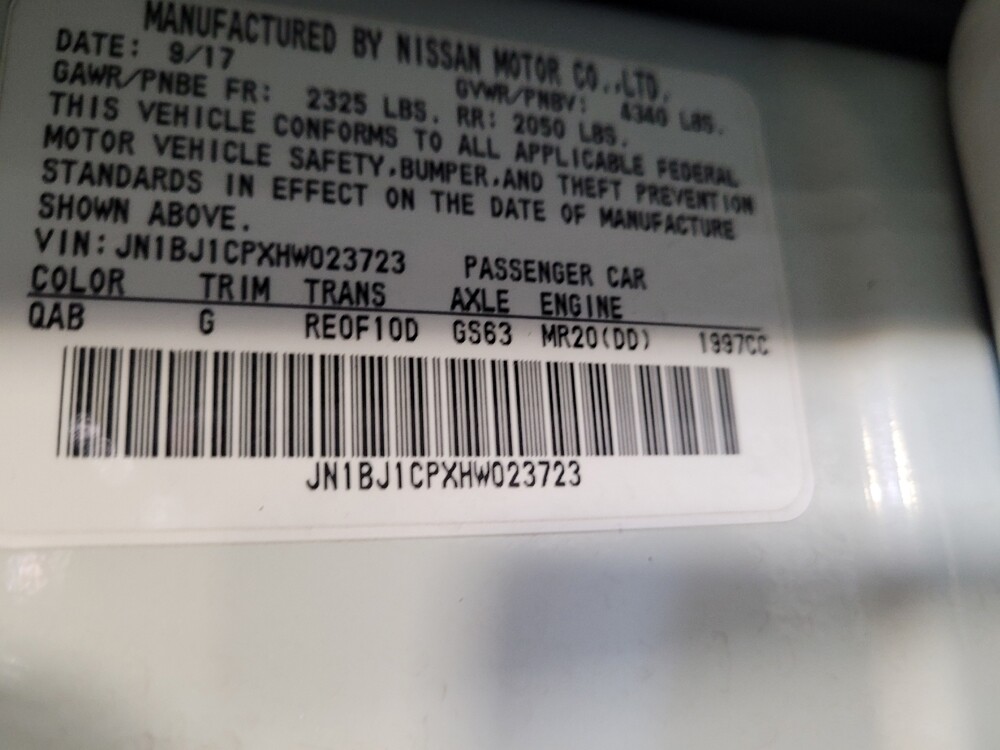 MANUFACTURED BY NISSAN MOTOR CO.,LTD.
DATE: 9/17 GVWR/PNBV: 4340 LBS.
GAWR/PNBE FR: 2325 LBS. RR: 2050 LBS.
THIS VEHICLE CONFORMS TO ALL APPLICABLE FEDERAL
MOTOR VEHICLE SAFETY,BUMPER,AND THEFT PREVENTION
STANDARDS IN EFFECT ON THE DATE OF MANUFACTURE
SHOWN ABOVE.
VIN: JN1BJ1CPXHW023723 PASSENGER CAR
COLOR TRIM TRANS AXLE ENGINE
QAB G RE0F10D GS63 MR20(DD) 1997CC
JN1BJ1CPXHW023723